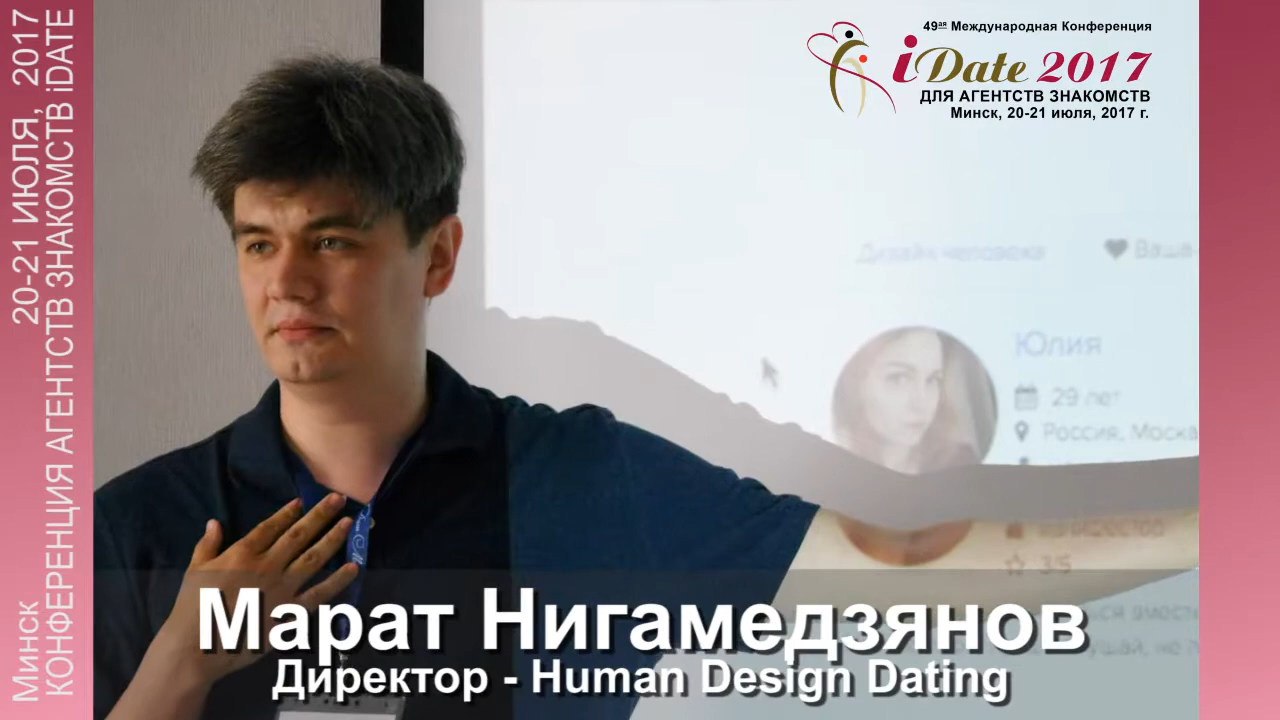 Минск 20-21 ИЮЛЯ, 2017
КОНФЕРЕНЦИЯ АГЕНТСТВ ЗНАКОМСТВ iDATE
49ая Международная Конференция
iDate 2017
ДЛЯ АГЕНТСТВ ЗНАКОМСТВ
Минск, 20-21 июля, 2017 г.
Дизайн человека
Ваша
Юлия
29 лет
Россия, Москва
3/5
Марат Нигамедзянов
Директор - Human Design Dating